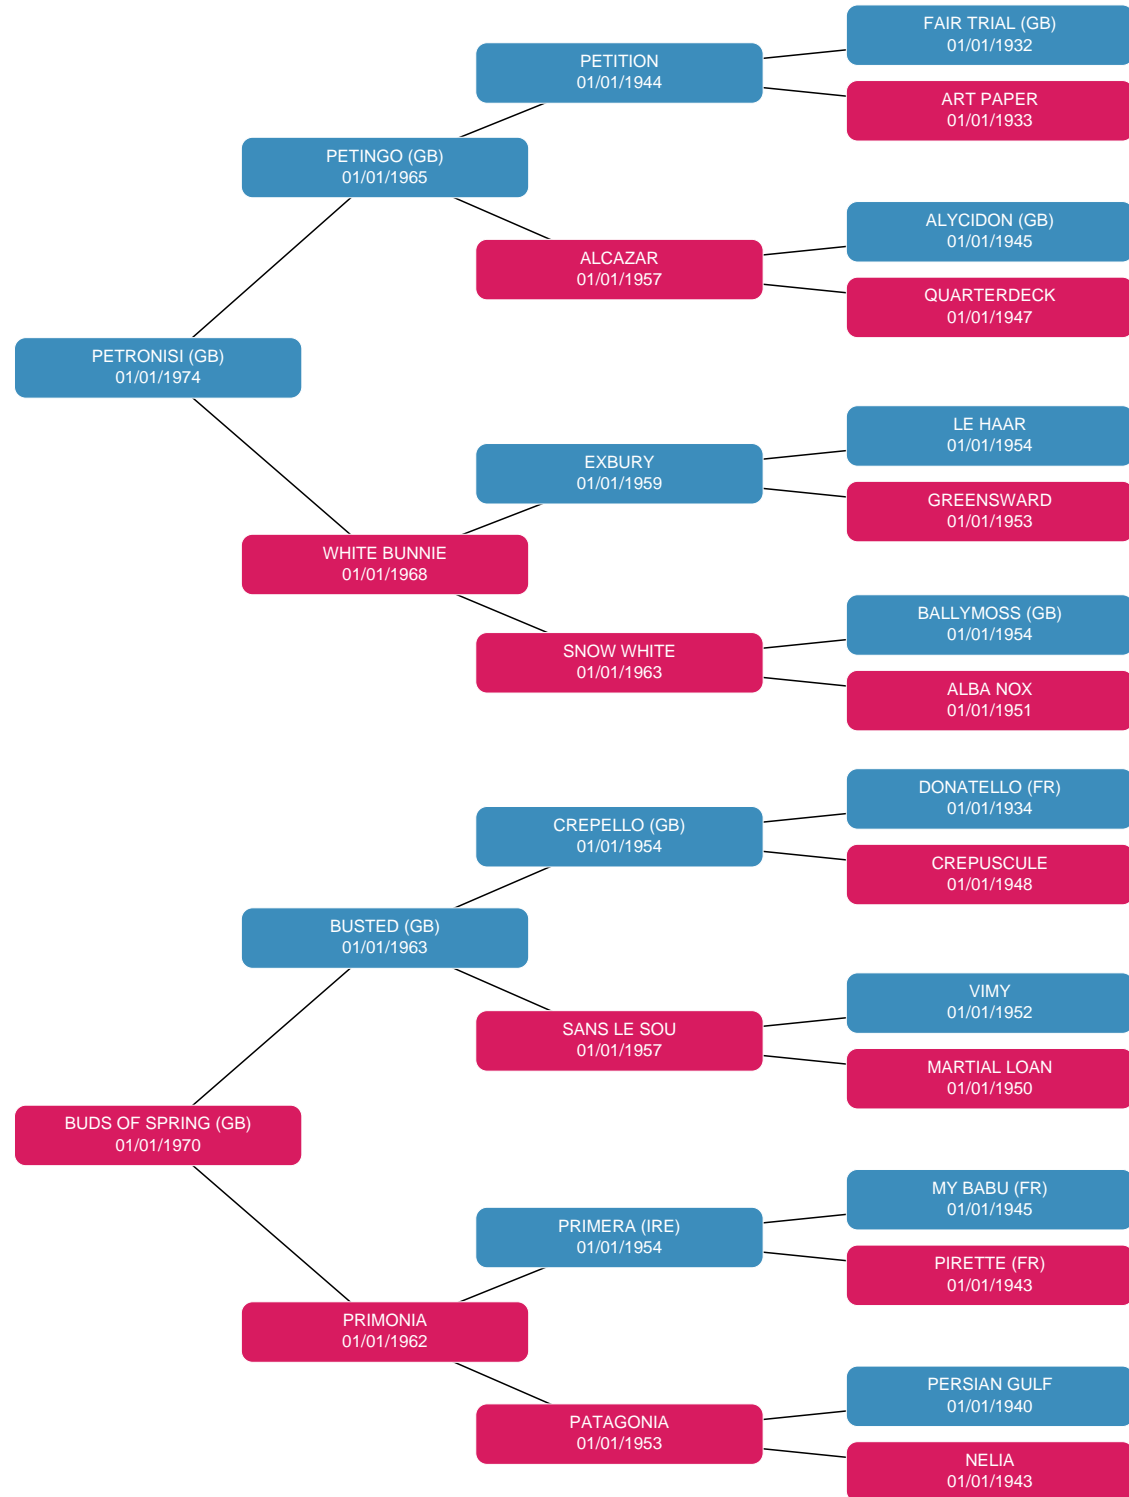 FAIR TRIAL (GB)
01/01/1932
PETITION
01/01/1944
ART PAPER
01/01/1933
PETINGO (GB)
01/01/1965
ALYCIDON (GB)
01/01/1945
ALCAZAR
01/01/1957
QUARTERDECK
01/01/1947
PETRONISI (GB)
01/01/1974
LE HAAR
01/01/1954
EXBURY
01/01/1959
GREENSWARD
01/01/1953
WHITE BUNNIE
01/01/1968
BALLYMOSS (GB)
01/01/1954
SNOW WHITE
01/01/1963
ALBA NOX
01/01/1951
DONATELLO (FR)
01/01/1934
CREPELLO (GB)
01/01/1954
CREPUSCULE
01/01/1948
BUSTED (GB)
01/01/1963
VIMY
01/01/1952
SANS LE SOU
01/01/1957
MARTIAL LOAN
01/01/1950
BUDS OF SPRING (GB)
01/01/1970
MY BABU (FR)
01/01/1945
PRIMERA (IRE)
01/01/1954
PIRETTE (FR)
01/01/1943
PRIMONIA
01/01/1962
PERSIAN GULF
01/01/1940
PATAGONIA
01/01/1953
NELIA
01/01/1943